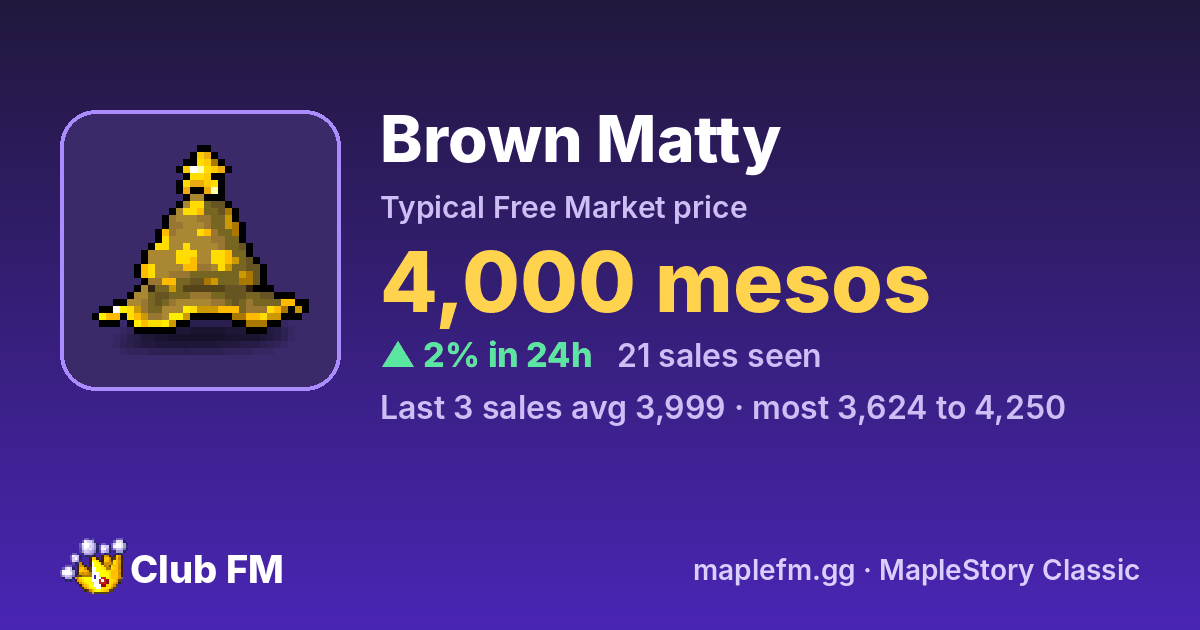 Brown Matty
Typical Free Market price
4,000 mesos
▲ 2% in 24h 21 sales seen
Last 3 sales avg 3,999 · most 3,624 to 4,250
Club FM
maplefm.gg · MapleStory Classic